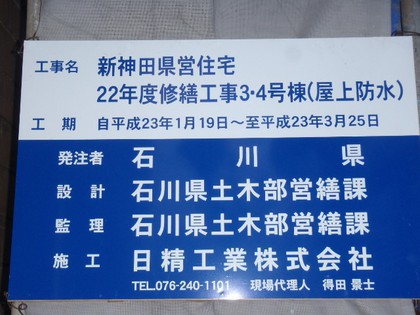 工事名 新神田県営住宅
22年度修繕工事3・4号棟(屋上防水)
工期 自平成23年1月19日～至平成23年3月25日
発注者 石川県
設計 石川県土木部営繕課
監理 石川県土木部営繕課
施工 日精工業株式会社
TEL.076-240-1101 現場代理人 得田 景士